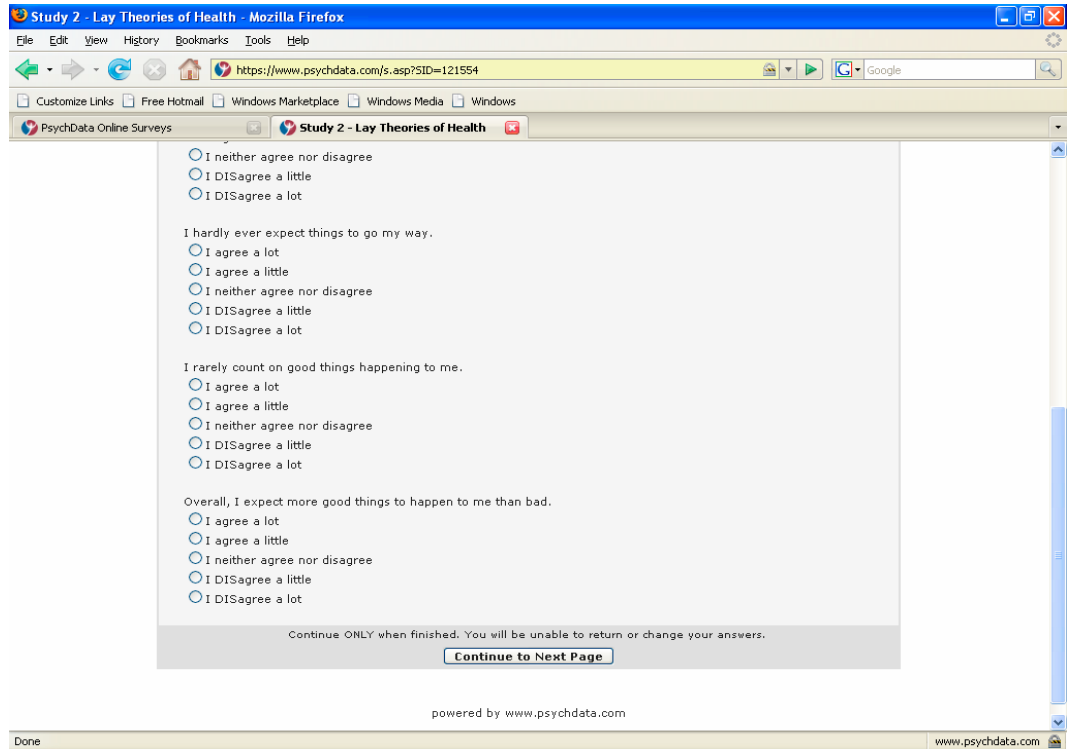 Study 2 - Lay Theories of Health - Mozilla Firefox
File Edit View History Bookmarks Tools Help
https://www.psychdata.com/s.asp?SID=121554
G Google
Customize Links Free Hotmail Windows Marketplace Windows Media Windows
PsychData Online Surveys Study 2 - Lay Theories of Health
I neither agree nor disagree
I DISagree a little
I DISagree a lot
I hardly ever expect things to go my way.
I agree a lot
I agree a little
I neither agree nor disagree
I DISagree a little
I DISagree a lot
I rarely count on good things happening to me.
I agree a lot
I agree a little
I neither agree nor disagree
I DISagree a little
I DISagree a lot
Overall, I expect more good things to happen to me than bad.
I agree a lot
I agree a little
I neither agree nor disagree
I DISagree a little
I DISagree a lot
Continue ONLY when finished. You will be unable to return or change your answers.
Continue to Next Page
powered by www.psychdata.com
Done www.psychdata.com